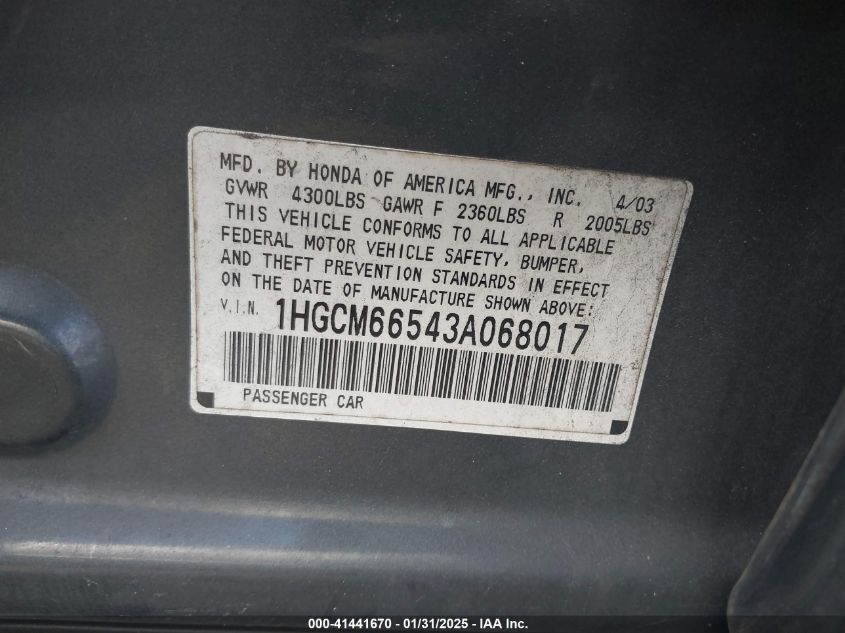 MFD. BY HONDA OF AMERICA MFG., INC. 4/03
GVWR 4300LBS GAWR F 2360LBS R 2005LBS
THIS VEHICLE CONFORMS TO ALL APPLICABLE
FEDERAL MOTOR VEHICLE SAFETY, BUMPER,
AND THEFT PREVENTION STANDARDS IN EFFECT
ON THE DATE OF MANUFACTURE SHOWN ABOVE:
V.I.N. 1HGCM66543A068017
PASSENGER CAR
000-41441670 - 01/31/2025 - IAA Inc.